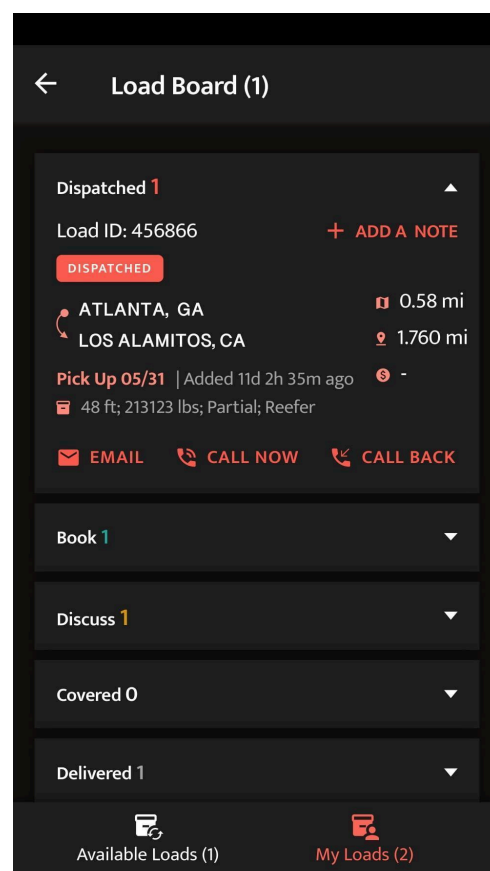 Load Board (1)
Dispatched 1
Load ID: 456866
+ ADD A NOTE
DISPATCHED
ATLANTA, GA
0.58 mi
LOS ALAMITOS, CA
1.760 mi
Pick Up 05/31 | Added 11d 2h 35m ago
$ -
48 ft; 213123 lbs; Partial; Reefer
EMAIL
CALL NOW
CALL BACK
Book 1
Discuss 1
Covered 0
Delivered 1
Available Loads (1)
My Loads (2)